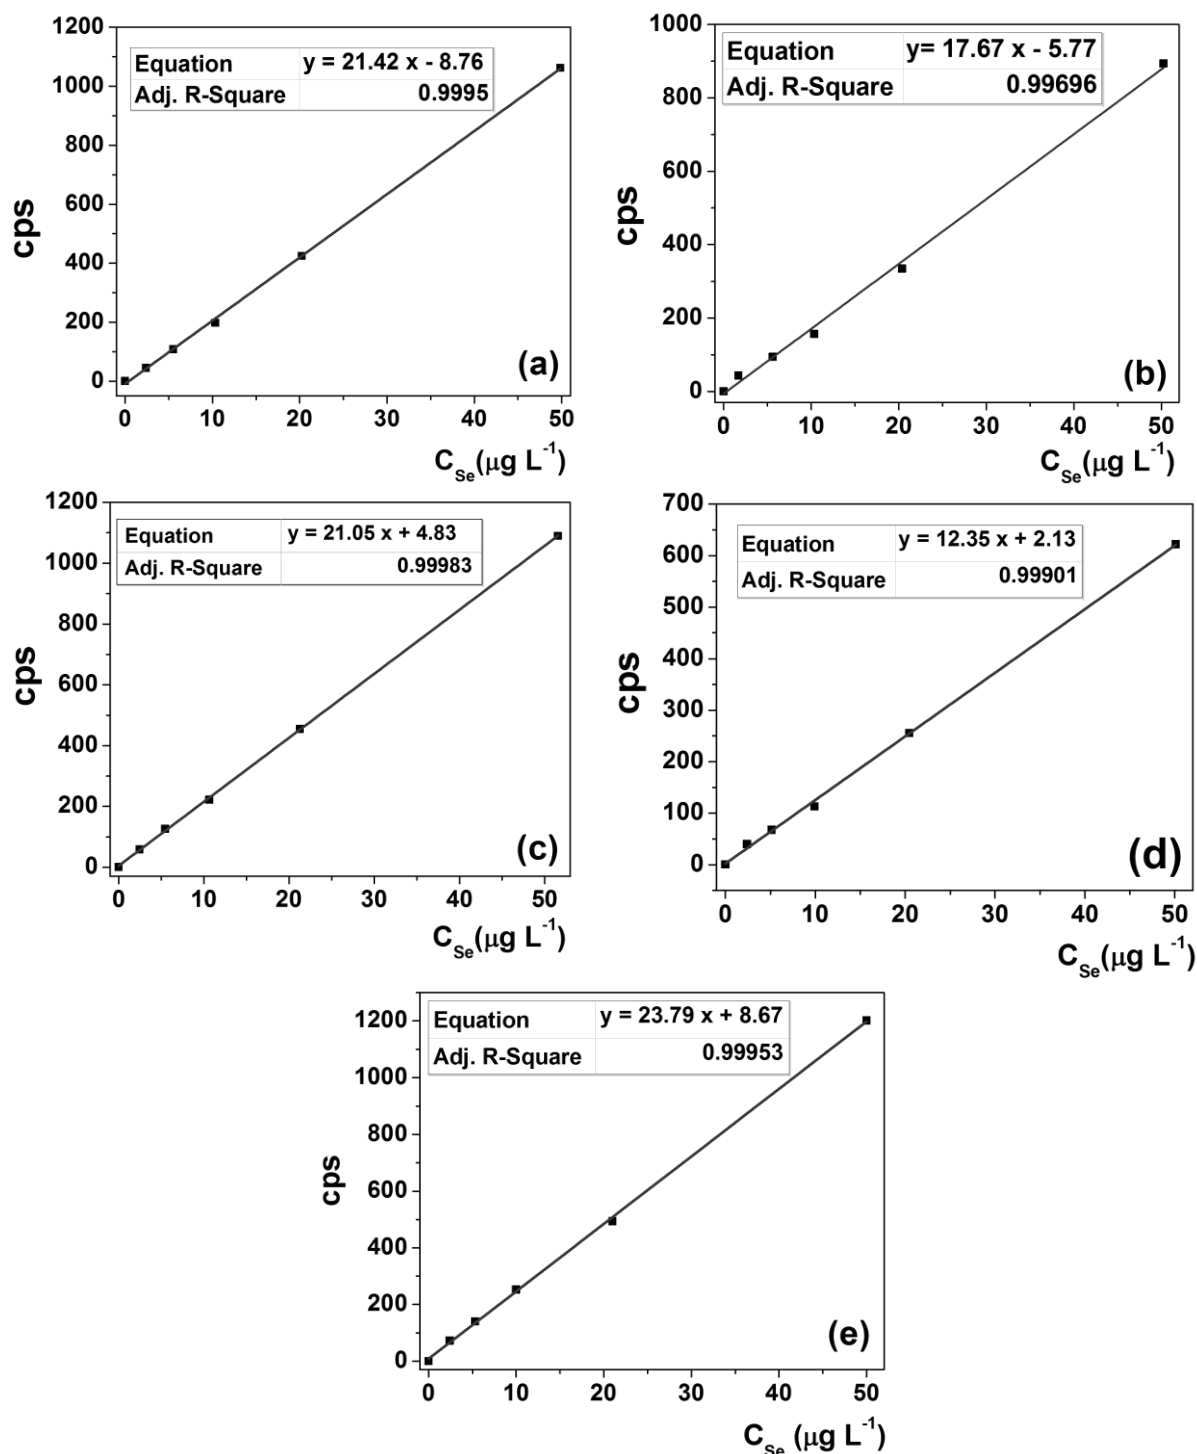 1200
1000
800
600
400
200
0
cps
Equation y = 21.42 x - 8.76
Adj. R-Square 0.9995
(a)
0 10 20 30 40 50
C_Se(μg L⁻¹)
1000
800
600
400
200
0
cps
Equation y= 17.67 x - 5.77
Adj. R-Square 0.99696
(b)
0 10 20 30 40 50
C_Se(μg L⁻¹)
1200
1000
800
600
400
200
0
cps
Equation y = 21.05 x + 4.83
Adj. R-Square 0.99983
(c)
0 10 20 30 40 50
C_Se(μg L⁻¹)
700
600
500
400
300
200
100
0
cps
Equation y = 12.35 x + 2.13
Adj. R-Square 0.99901
(d)
0 10 20 30 40 50
C_Se(μg L⁻¹)
1200
1000
800
600
400
200
0
cps
Equation y = 23.79 x + 8.67
Adj. R-Square 0.99953
(e)
0 10 20 30 40 50
C_Se (μg L⁻¹)